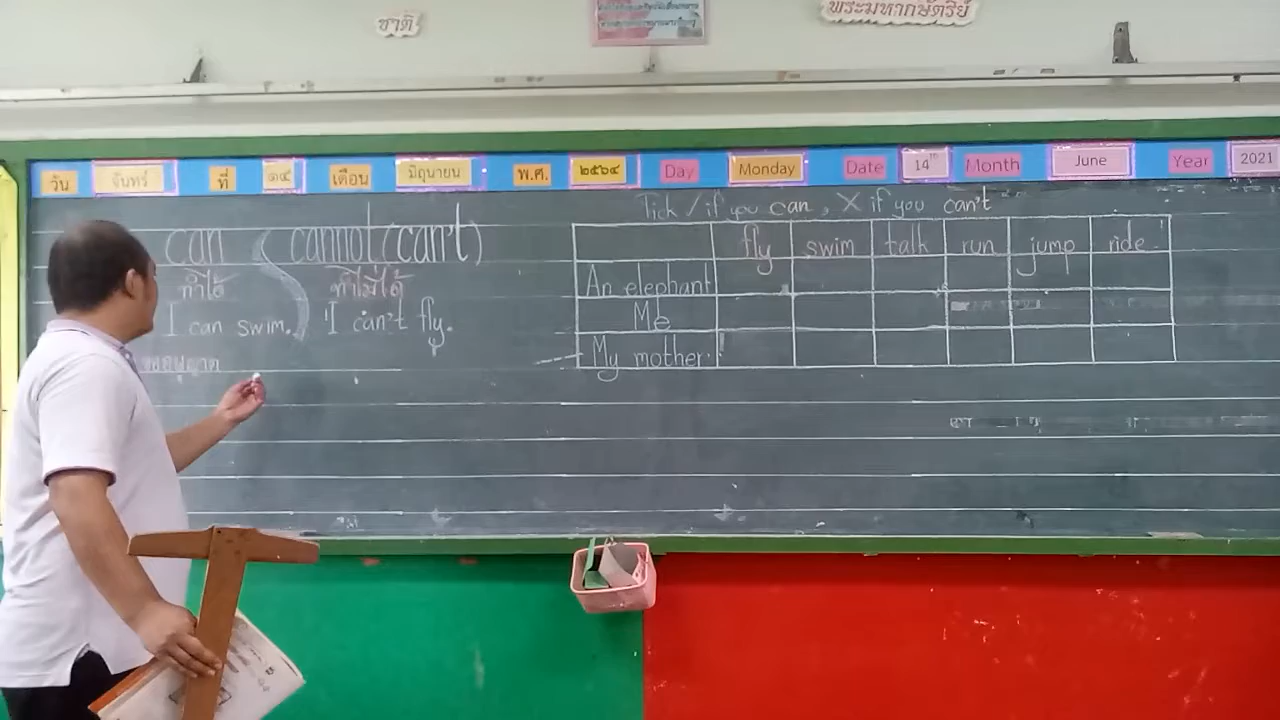 ชาติ
พระมหากษัตริย์
วัน จันทร์ ที่ ๑๔ เดือน มิถุนายน พ.ศ. ๒๕๖๔ Day Monday Date 14th Month June Year 2021
can cannot (can't)
ทำได้ ทำไม่ได้
I can swim. I can't fly.
Tick / if you can, X if you can't
fly swim talk run jump ride
An elephant
Me
My mother